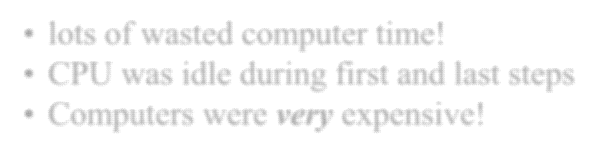 • lots of wasted computer time!
• CPU was idle during first and last steps
• Computers were very expensive!